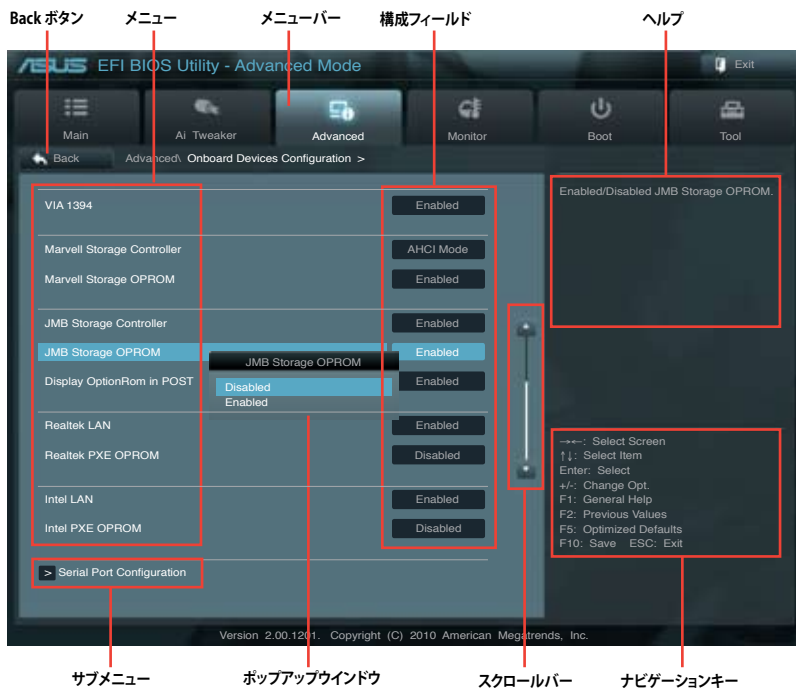 Back ボタン メニュー メニューバー 構成フィールド ヘルプ
ASUS EFI BIOS Utility - Advanced Mode Exit
Main Ai Tweaker Advanced Monitor Boot Tool
Back Advanced\ Onboard Devices Configuration >
VIA 1394 Enabled
Enabled/Disabled JMB Storage OPROM.
Marvell Storage Controller AHCI Mode
Marvell Storage OPROM Enabled
JMB Storage Controller Enabled
JMB Storage OPROM Enabled
JMB Storage OPROM
Display OptionRom in POST Enabled
Disabled
Enabled
Realtek LAN Enabled
Realtek PXE OPROM Disabled
Intel LAN Enabled
Intel PXE OPROM Disabled
> Serial Port Configuration
→←: Select Screen
↑↓: Select Item
Enter: Select
+/-: Change Opt.
F1: General Help
F2: Previous Values
F5: Optimized Defaults
F10: Save ESC: Exit
Version 2.00.1201. Copyright (C) 2010 American Megatrends, Inc.
サブメニュー ポップアップウインドウ スクロールバー ナビゲーションキー